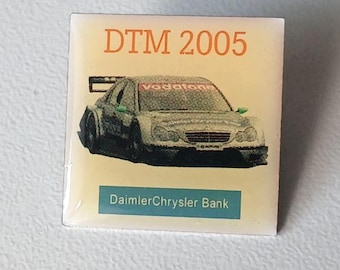 DTM 2005
vodafone
DaimlerChrysler Bank